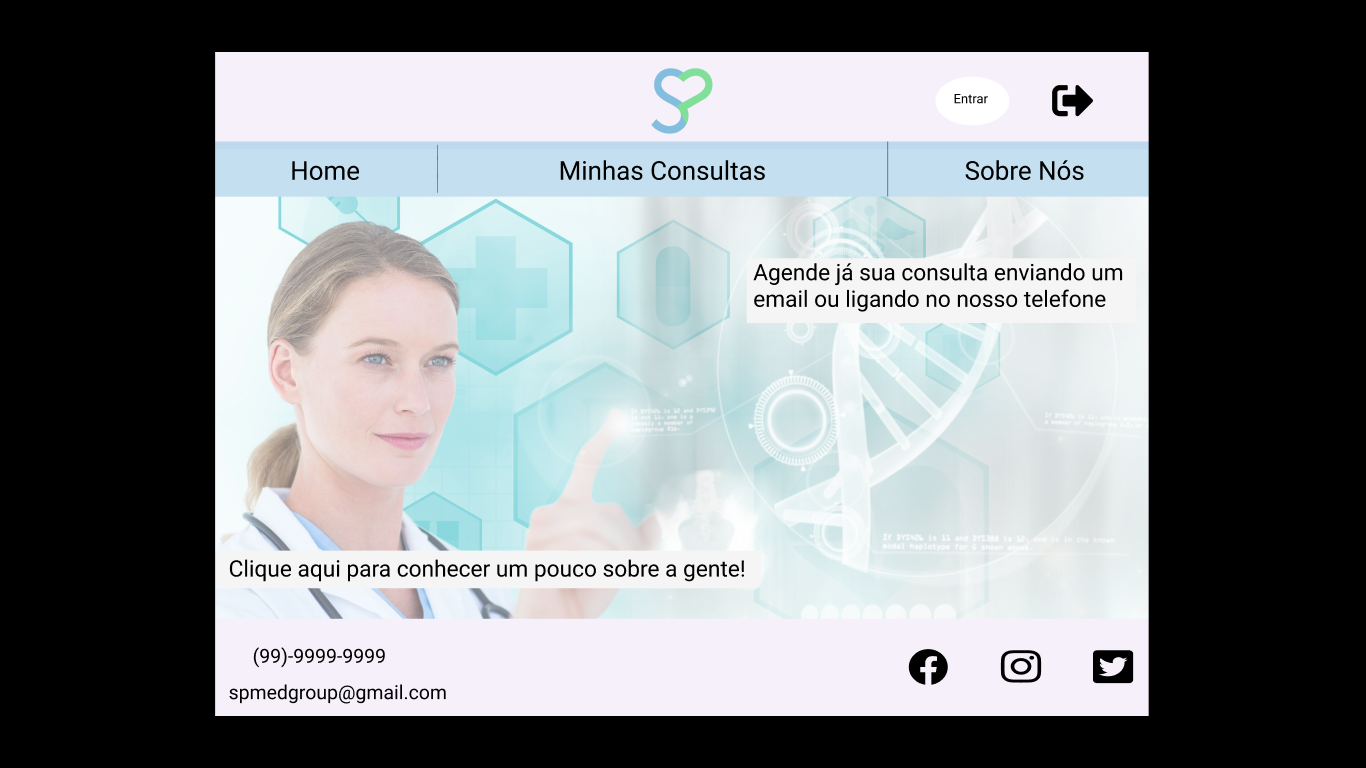 Entrar
Home
Minhas Consultas
Sobre Nós
Agende já sua consulta enviando um
email ou ligando no nosso telefone
Clique aqui para conhecer um pouco sobre a gente!
(99)-9999-9999
spmedgroup@gmail.com